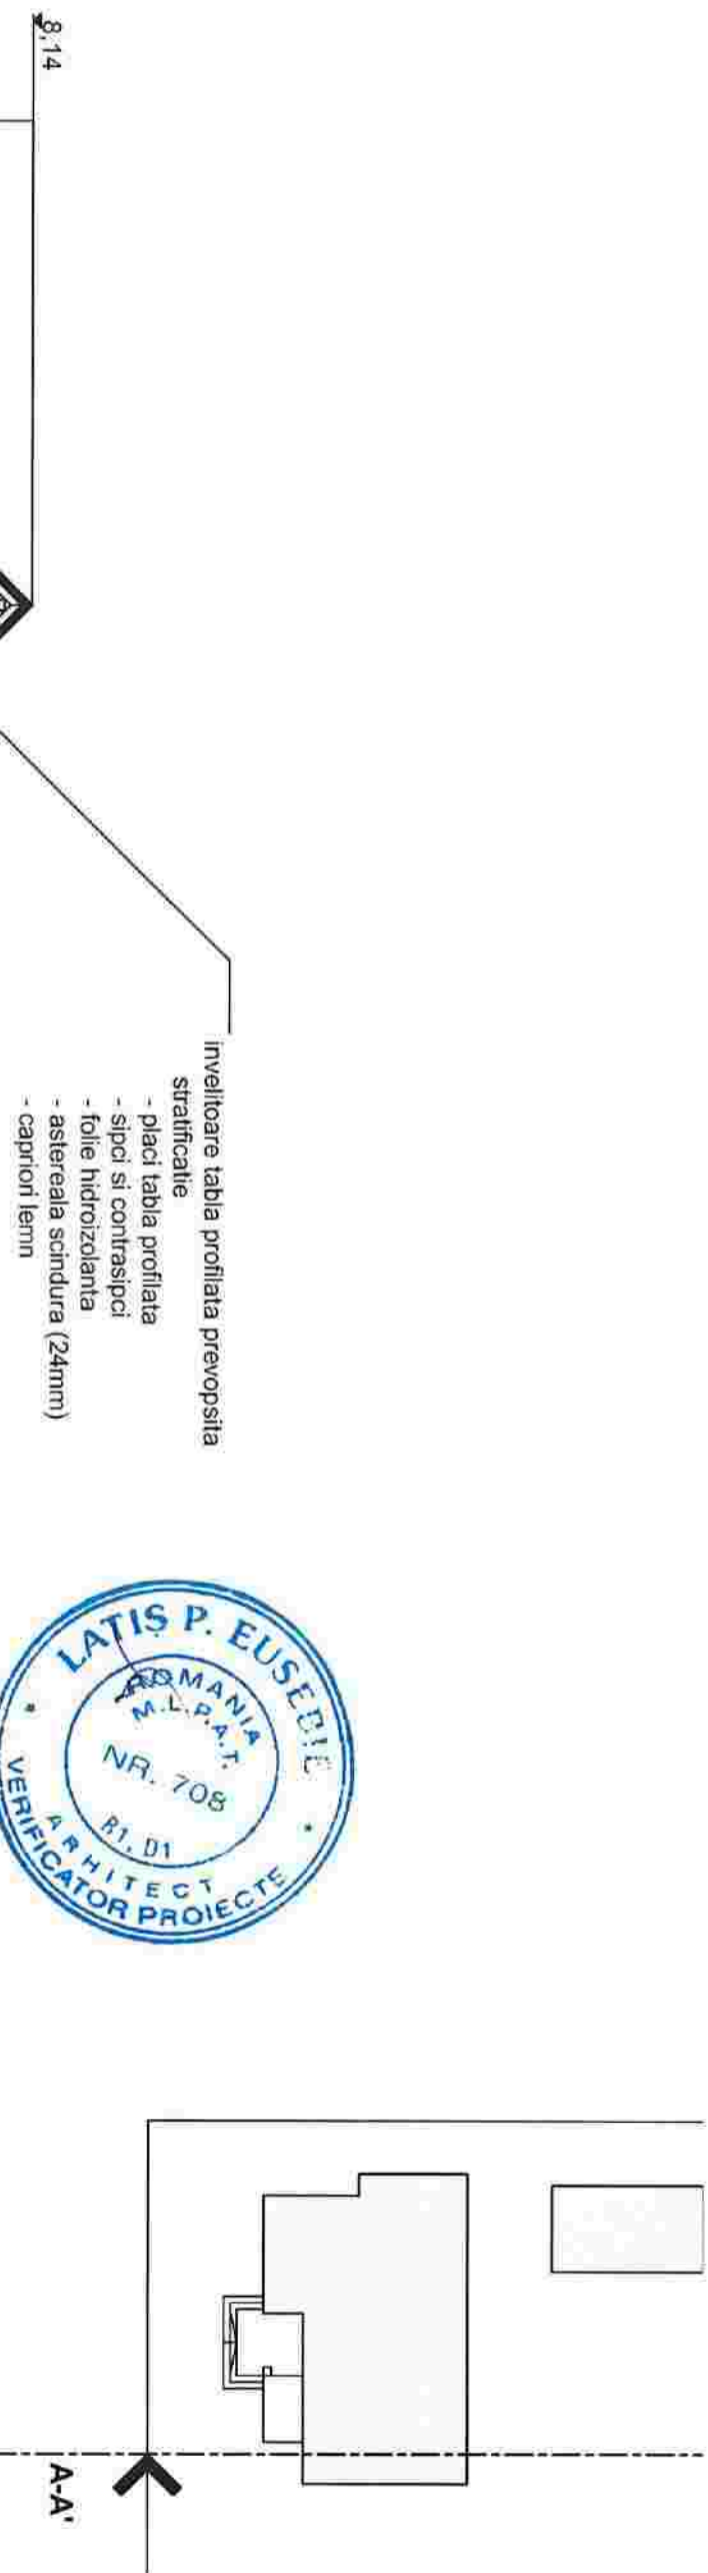 8,14
invelitoare tabla profilata prevopsita
stratificatie
- placi tabla profilata
- sipci si contrasipci
- folie hidroizolanta
- astereala scindura (24mm)
- capriori lemn
LATIȘ P. EUSEBIE
ROMANIA
M.L.P.A.T.
NR. 708
B1, D1
ARHITECT
VERIFICATOR PROIECTE
A-A'